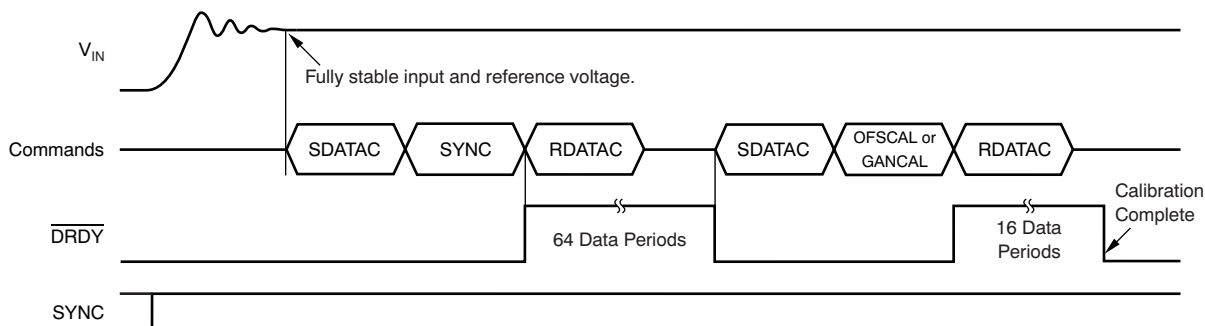 V_IN
Fully stable input and reference voltage.
Commands
SDATAC
SYNC
RDATAC
SDATAC
OFSCAL or
GANCAL
RDATAC
Calibration
Complete
DRDY
64 Data Periods
16 Data
Periods
SYNC